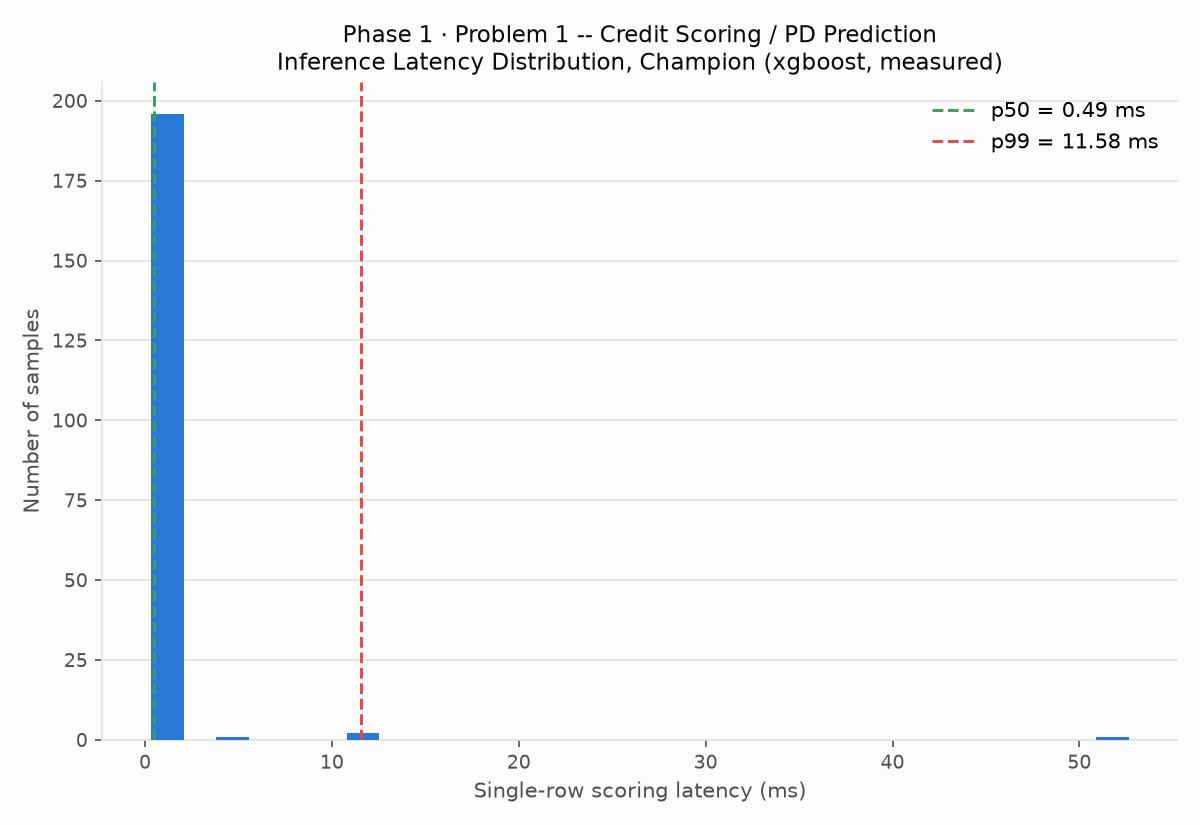 Phase 1 · Problem 1 -- Credit Scoring / PD Prediction
Inference Latency Distribution, Champion (xgboost, measured)
p50 = 0.49 ms
p99 = 11.58 ms
Number of samples
200
175
150
125
100
75
50
25
0
0 10 20 30 40 50
Single-row scoring latency (ms)